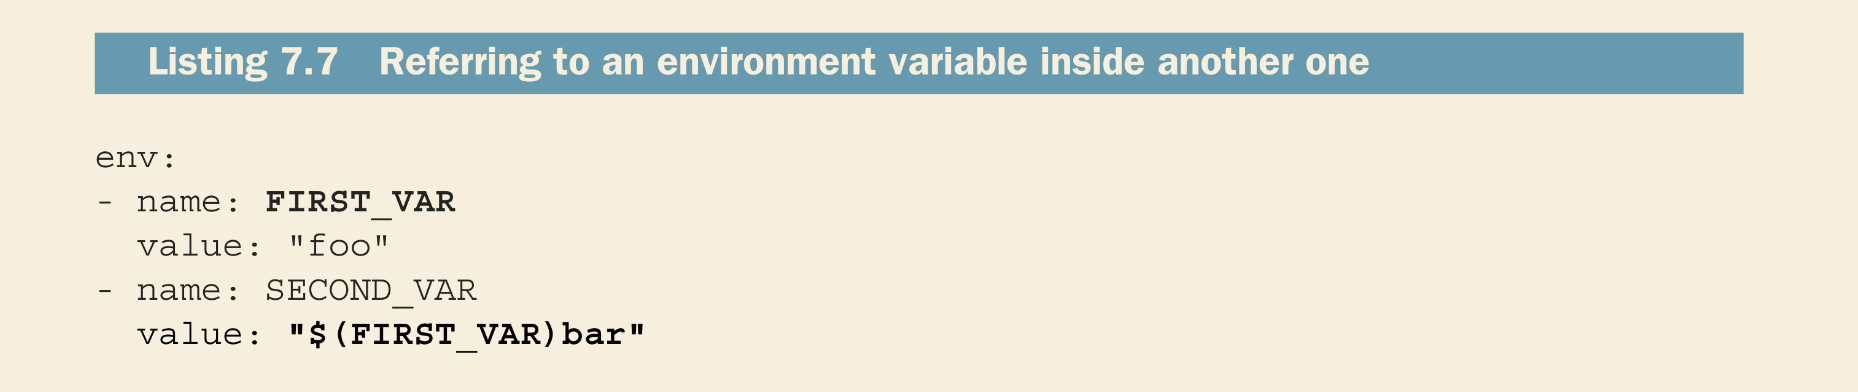 Listing 7.7 Referring to an environment variable inside another one
env:
- name: FIRST_VAR
  value: "foo"
- name: SECOND_VAR
  value: "$(FIRST_VAR)bar"